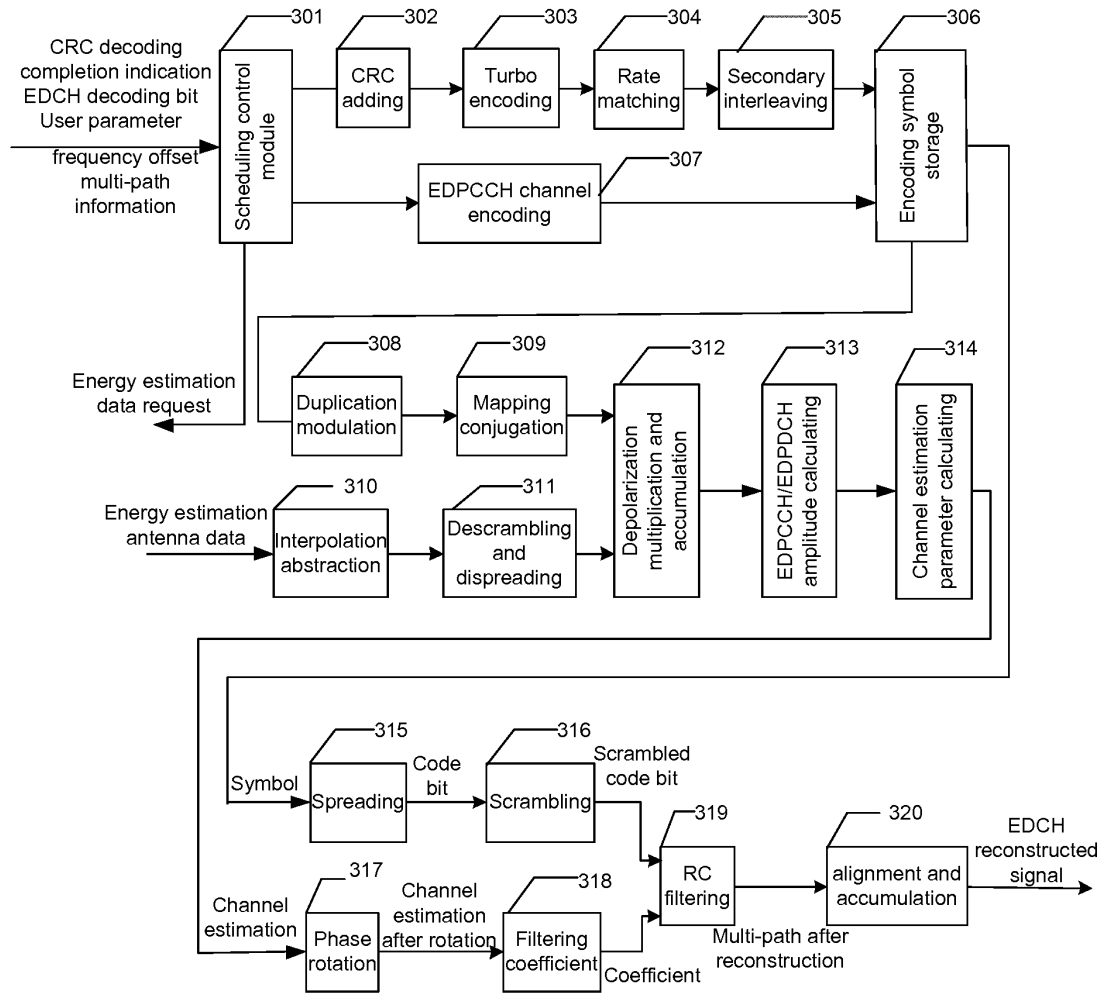 301
302
303
304
305
306
CRC decoding
completion indication
EDCH decoding bit
User parameter
frequency offset
multi-path
information
Scheduling control
module
CRC
adding
Turbo
encoding
Rate
matching
Secondary
interleaving
Encoding symbol
storage
307
EDPCCH channel
encoding
308
309
312
313
314
Energy estimation
data request
Duplication
modulation
Mapping
conjugation
Depolarization
multiplication and
accumulation
EDPCCH/EDPDCH
amplitude calculating
Channel estimation
parameter calculating
310
311
Energy estimation
antenna data
Interpolation
abstraction
Descrambling
and
dispreading
315
316
Symbol
Spreading
Code
bit
Scrambling
Scrambled
code bit
319
320
RC
filtering
alignment and
accumulation
EDCH
reconstructed
signal
317
318
Channel
estimation
Phase
rotation
Channel
estimation
after rotation
Filtering
coefficient
Coefficient
Multi-path after
reconstruction